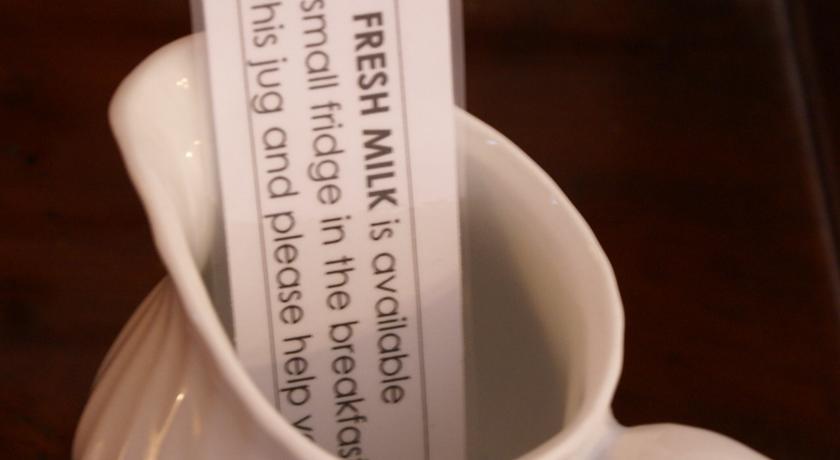 FRESH MILK is available
small fridge in the breakfas
his jug and please help